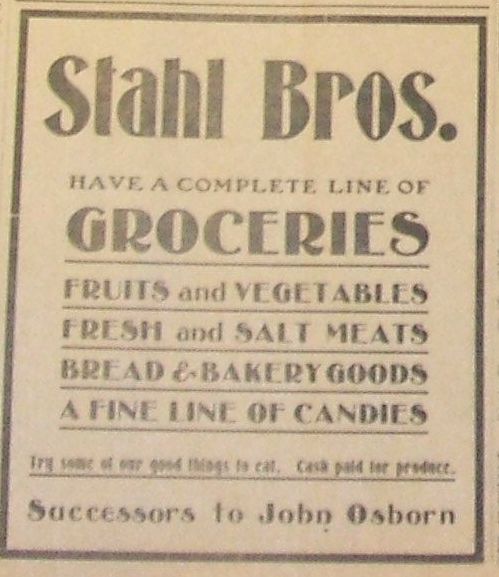 Stahl Bros.
HAVE A COMPLETE LINE OF
GROCERIES
FRUITS and VEGETABLES
FRESH and SALT MEATS
BREAD & BAKERY GOODS
A FINE LINE OF CANDIES
Try some of our good things to eat. Cash paid for produce.
Successors to John Osborn